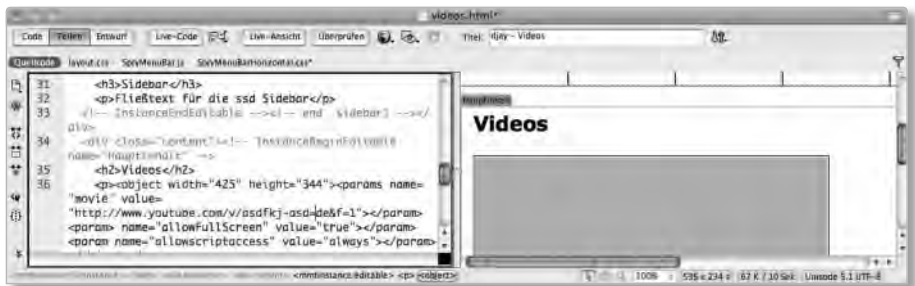 videos.html*
Code Teilen Entwurf Live-Code Live-Ansicht Überprüfen Titel: djay - Videos
Quellcode layout.css SpryMenuBar.js SpryMenuBarHorizontal.css*
31 <h3>Sidebar</h3>
32 <p>Fließtext für die ssd Sidebar</p>
33 <!-- InstanceEndEditable --><!-- end .sidebar1 --></
div>
34 <div class="content"><!-- InstanceBeginEditable
name="Hauptinhalt" -->
35 <h2>Videos</h2>
36 <p><object width="425" height="344"><params name=
"movie" value=
"http://www.youtube.com/v/asdfkj-asd=de&f=1"></param>
<param> name="allowFullScreen" value="true"></param>
<param name="allowscriptaccess" value="always"></param>
Hauptinhalt
Videos
<mmtinstance:editable> <p> <object>
100% 535 x 234 67 K / 10 Sek. Unicode 5.1 UTF-8